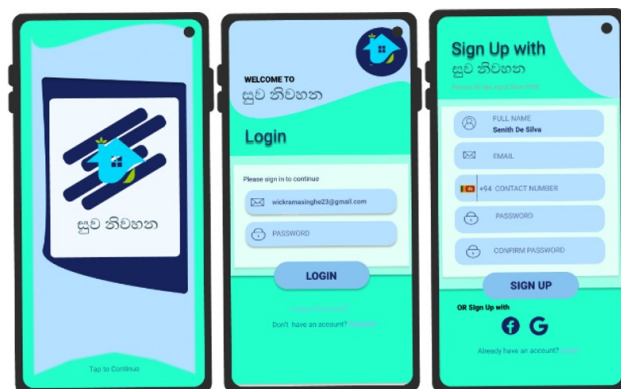 සුව නිවහන
Tap to Continue
WELCOME TO
සුව නිවහන
Login
Please sign in to continue
wickramasinghe23@gmail.com
PASSWORD
LOGIN
Don't have an account?
Sign Up with
සුව නිවහන
FULL NAME
Senith De Silva
EMAIL
+94 CONTACT NUMBER
PASSWORD
CONFIRM PASSWORD
SIGN UP
OR Sign Up with
Already have an account?